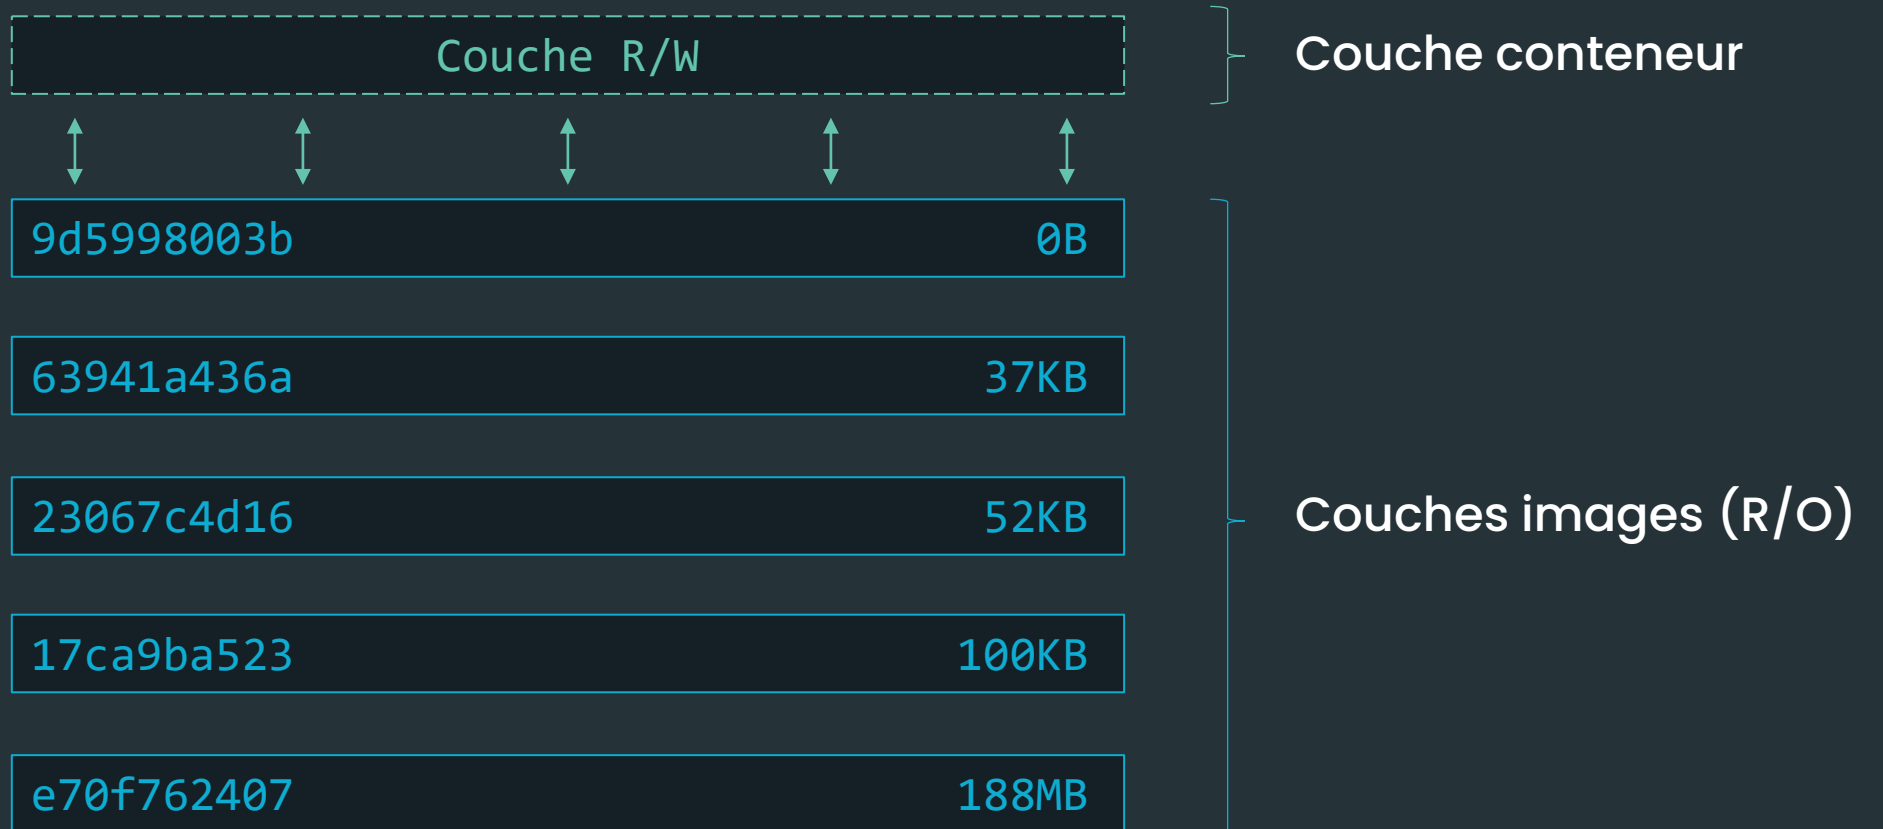 Couche R/W
Couche conteneur
9d5998003b 0B
63941a436a 37KB
23067c4d16 52KB
Couches images (R/O)
17ca9ba523 100KB
e70f762407 188MB